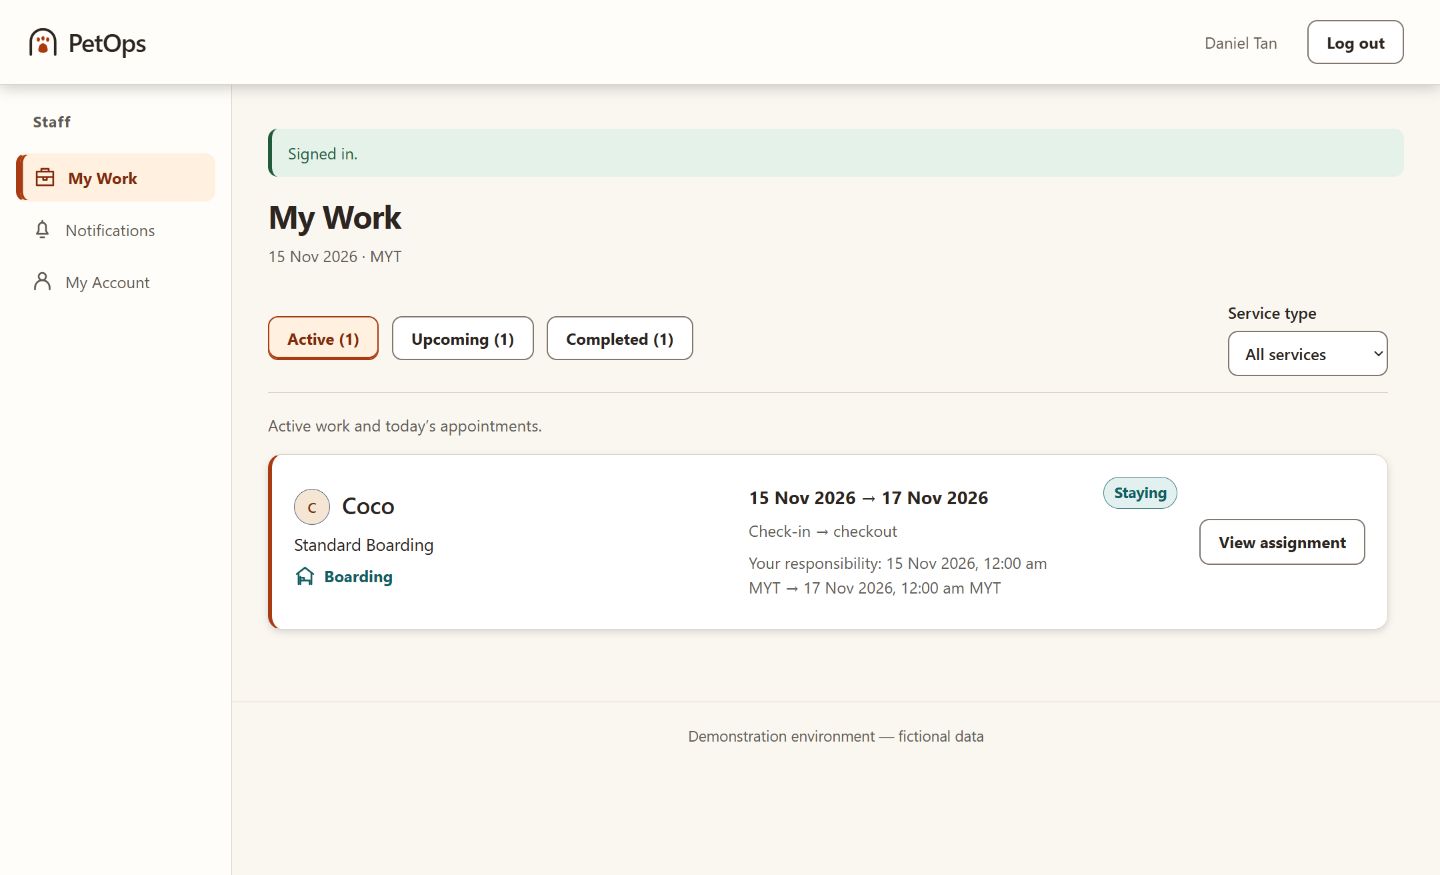 PetOps
Daniel Tan
Log out
Staff
My Work
Notifications
My Account
Signed in.
My Work
15 Nov 2026 · MYT
Active (1)
Upcoming (1)
Completed (1)
Service type
All services
Active work and today’s appointments.
C
Coco
Standard Boarding
Boarding
15 Nov 2026 → 17 Nov 2026
Check-in → checkout
Your responsibility: 15 Nov 2026, 12:00 am
MYT → 17 Nov 2026, 12:00 am MYT
Staying
View assignment
Demonstration environment — fictional data